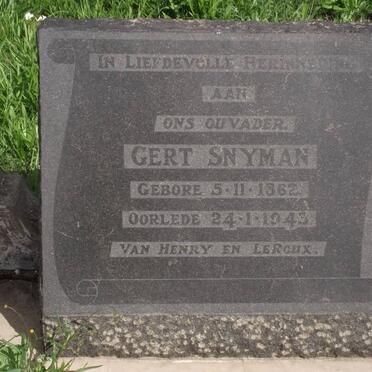 IN LIEFDEVOLLE HERINNERING
AAN
ONS OUVADER.
GERT SNYMAN
GEBORE 5·11·1862.
OORLEDE 24·1·1943
VAN HENRY EN LEROUX.